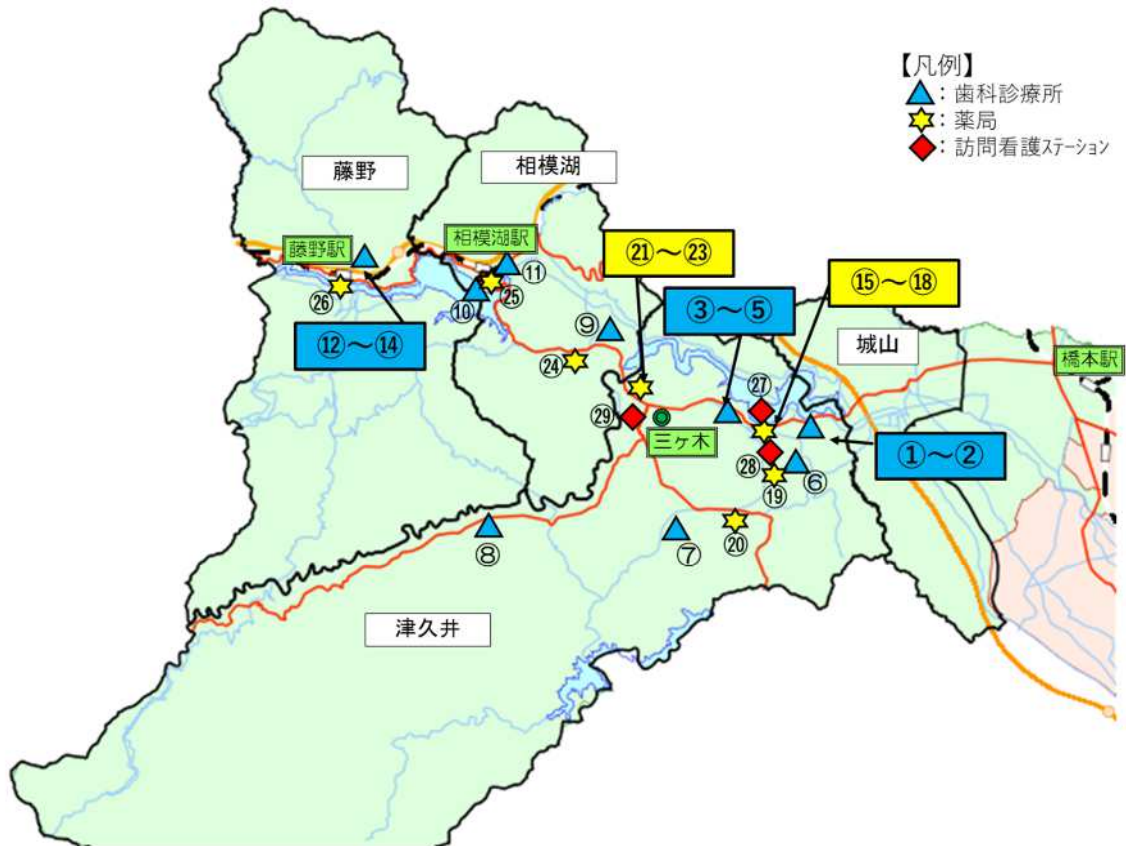 【凡例】
：歯科診療所
：薬局
：訪問看護ステーション
藤野
相模湖
藤野駅
相模湖駅
㉑～㉓
⑮～⑱
③～⑤
城山
橋本駅
⑪
㉕
⑩
㉖
⑫～⑭
⑨
㉔
㉗
㉙
三ヶ木
①～②
㉘
⑥
⑲
⑧
⑦
⑳
津久井